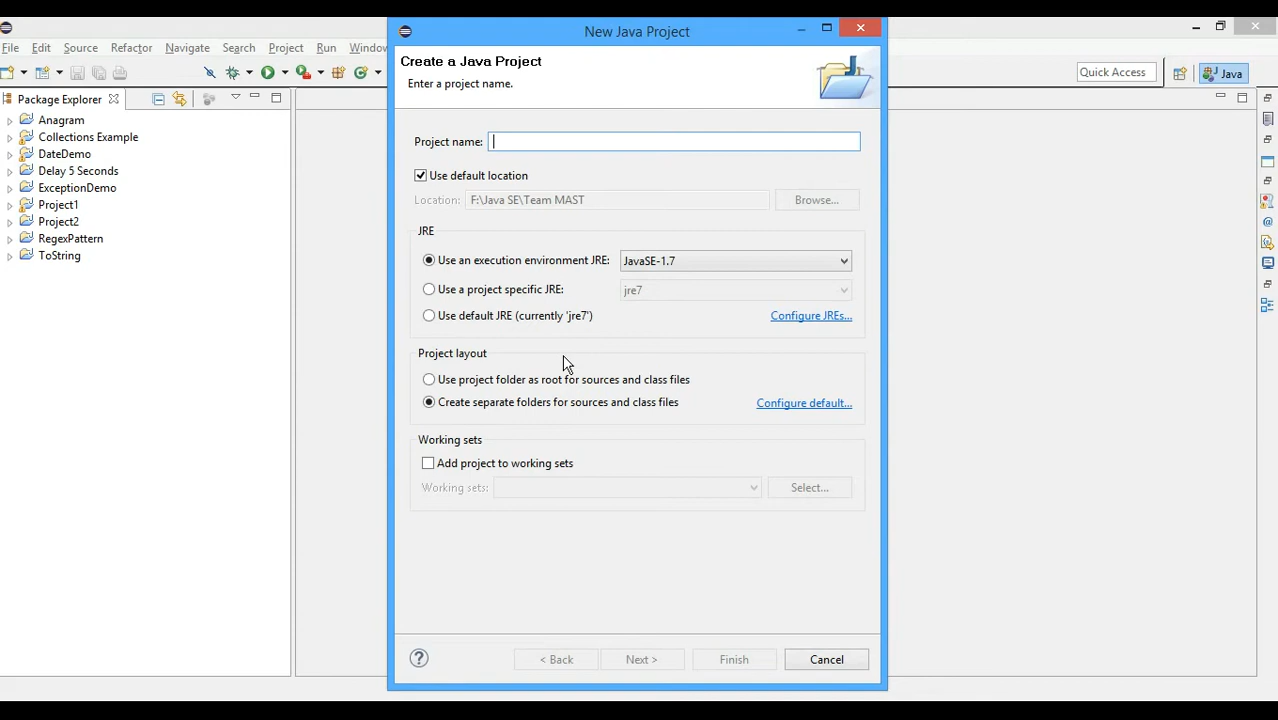 New Java Project
File Edit Source Refactor Navigate Search Project Run Window
Create a Java Project
Enter a project name.
Quick Access
Java
Package Explorer
Anagram
Collections Example
DateDemo
Delay 5 Seconds
ExceptionDemo
Project1
Project2
RegexPattern
ToString
Project name:
Use default location
Location: F:\Java SE\Team MAST Browse...
JRE
Use an execution environment JRE: JavaSE-1.7
Use a project specific JRE: jre7
Use default JRE (currently 'jre7') Configure JREs...
Project layout
Use project folder as root for sources and class files
Create separate folders for sources and class files Configure default...
Working sets
Add project to working sets
Working sets: Select...
< Back Next > Finish Cancel